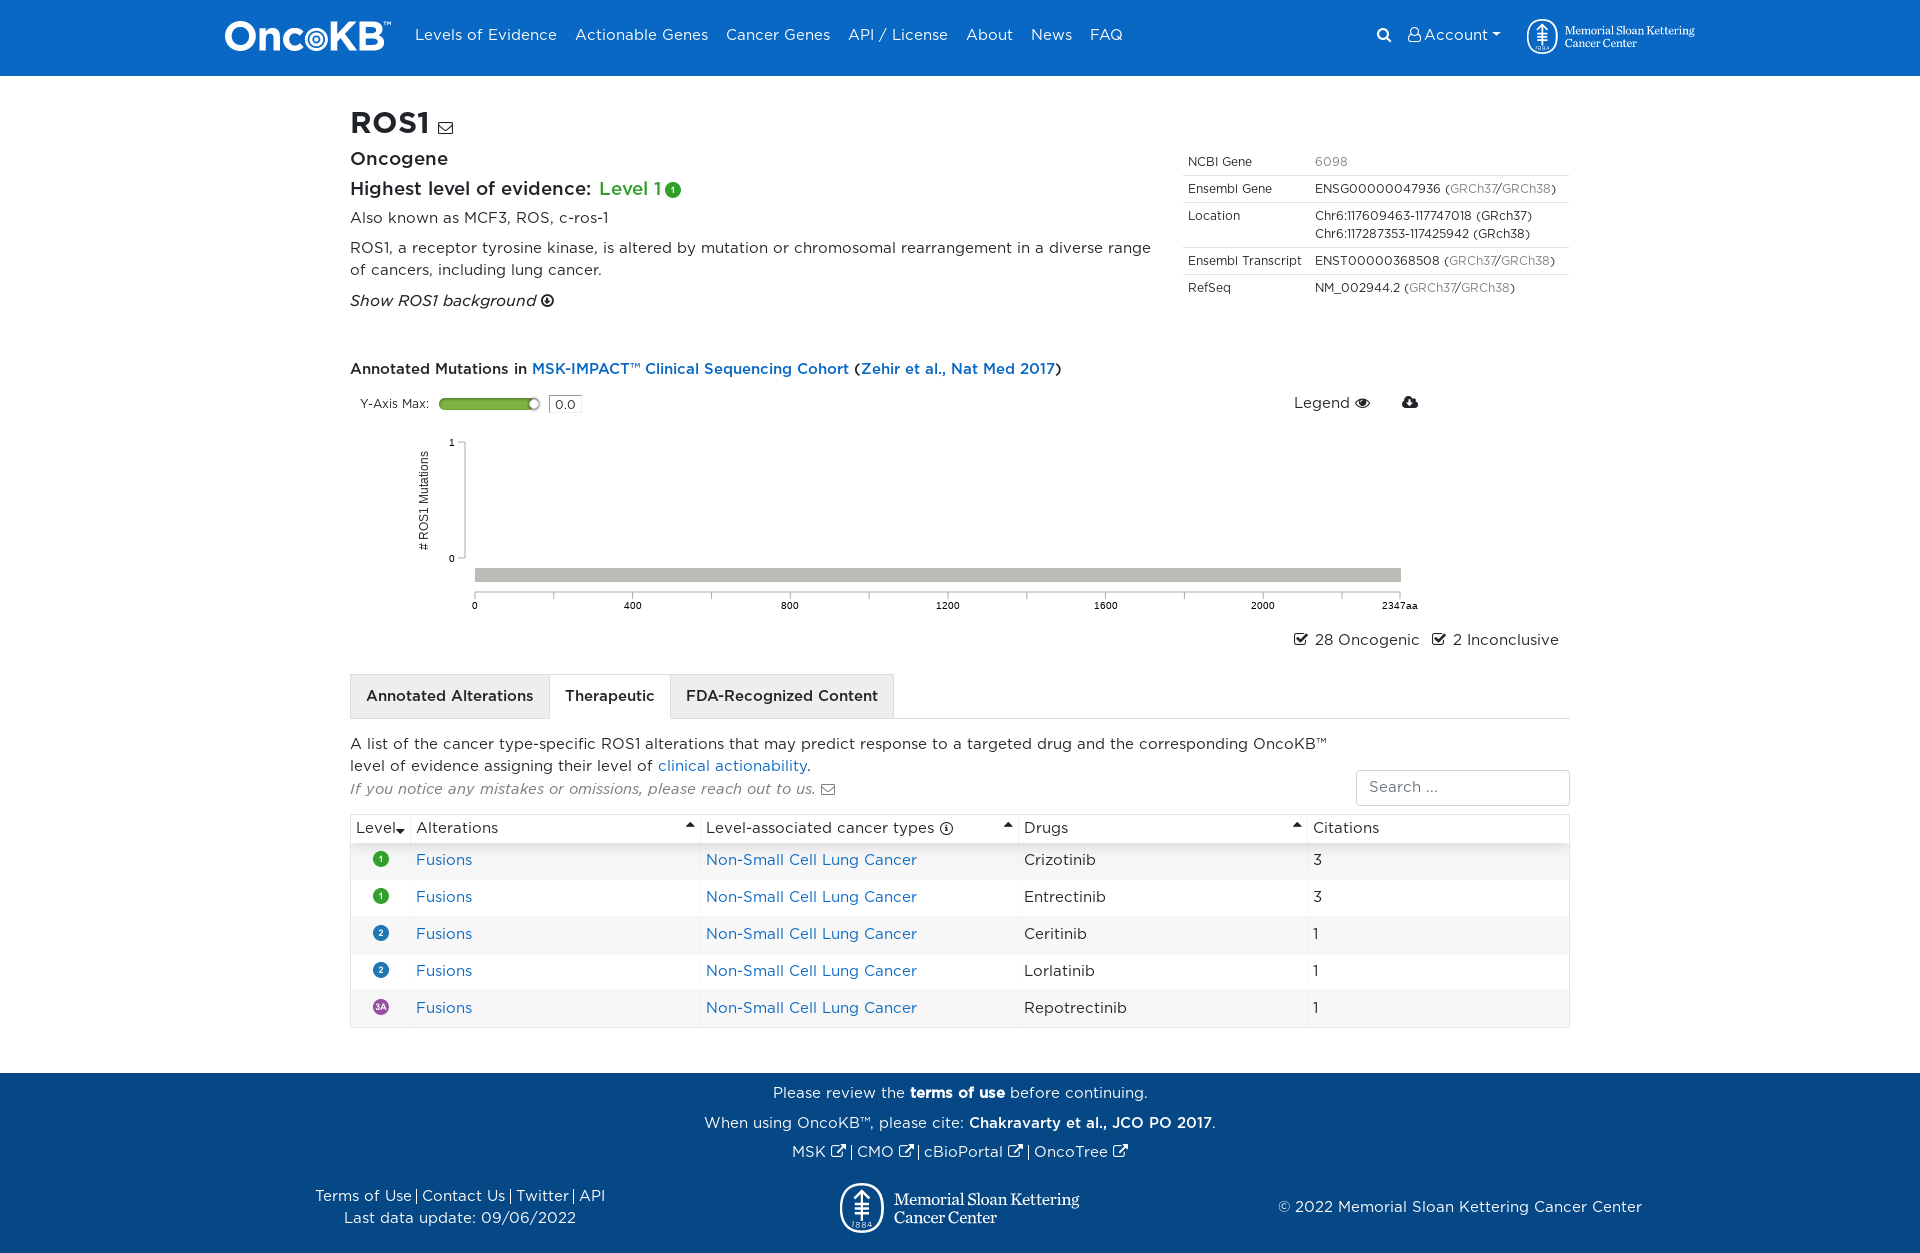 OncoKB™ Levels of Evidence Actionable Genes Cancer Genes API / License About News FAQ Account Memorial Sloan Kettering
Cancer Center
1884
ROS1
Oncogene
Highest level of evidence: Level 1 1
Also known as MCF3, ROS, c-ros-1
ROS1, a receptor tyrosine kinase, is altered by mutation or chromosomal rearrangement in a diverse range
of cancers, including lung cancer.
Show ROS1 background
NCBI Gene 6098
Ensembl Gene ENSG00000047936 (GRCh37/GRCh38)
Location Chr6:117609463-117747018 (GRch37)
Chr6:117287353-117425942 (GRch38)
Ensembl Transcript ENST00000368508 (GRCh37/GRCh38)
RefSeq NM_002944.2 (GRCh37/GRCh38)
Annotated Mutations in MSK-IMPACT™ Clinical Sequencing Cohort (Zehir et al., Nat Med 2017)
Y-Axis Max: 0.0 Legend
# ROS1 Mutations
1
0
0 400 800 1200 1600 2000 2347aa
28 Oncogenic 2 Inconclusive
Annotated Alterations Therapeutic FDA-Recognized Content
A list of the cancer type-specific ROS1 alterations that may predict response to a targeted drug and the corresponding OncoKB™
level of evidence assigning their level of clinical actionability.
If you notice any mistakes or omissions, please reach out to us.
Search ...
Level Alterations Level-associated cancer types Drugs Citations
1 Fusions Non-Small Cell Lung Cancer Crizotinib 3
1 Fusions Non-Small Cell Lung Cancer Entrectinib 3
2 Fusions Non-Small Cell Lung Cancer Ceritinib 1
2 Fusions Non-Small Cell Lung Cancer Lorlatinib 1
3A Fusions Non-Small Cell Lung Cancer Repotrectinib 1
Please review the terms of use before continuing.
When using OncoKB™, please cite: Chakravarty et al., JCO PO 2017.
MSK | CMO | cBioPortal | OncoTree
Terms of Use | Contact Us | Twitter | API
Last data update: 09/06/2022
1884
Memorial Sloan Kettering
Cancer Center
© 2022 Memorial Sloan Kettering Cancer Center